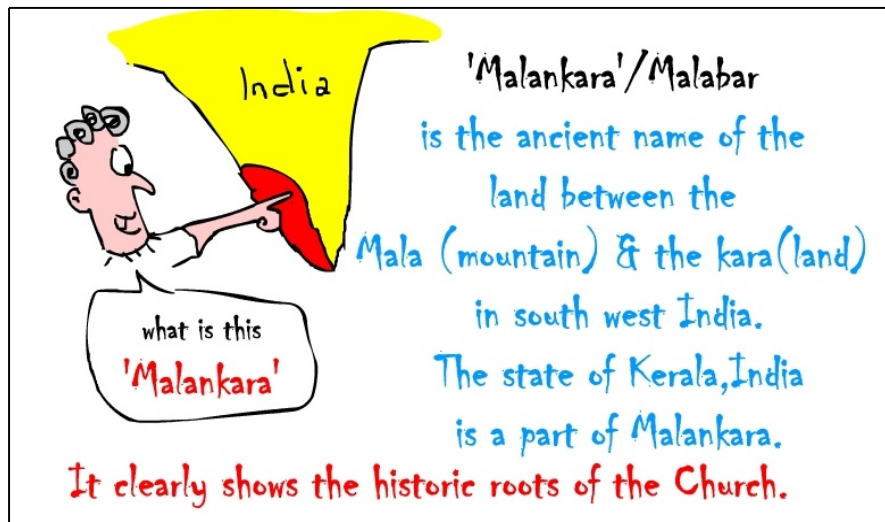 India
'Malankara'/Malabar
is the ancient name of the
land between the
Mala (mountain) & the kara(land)
in south west India.
The state of Kerala,India
is a part of Malankara.
what is this
'Malankara'
It clearly shows the historic roots of the Church.